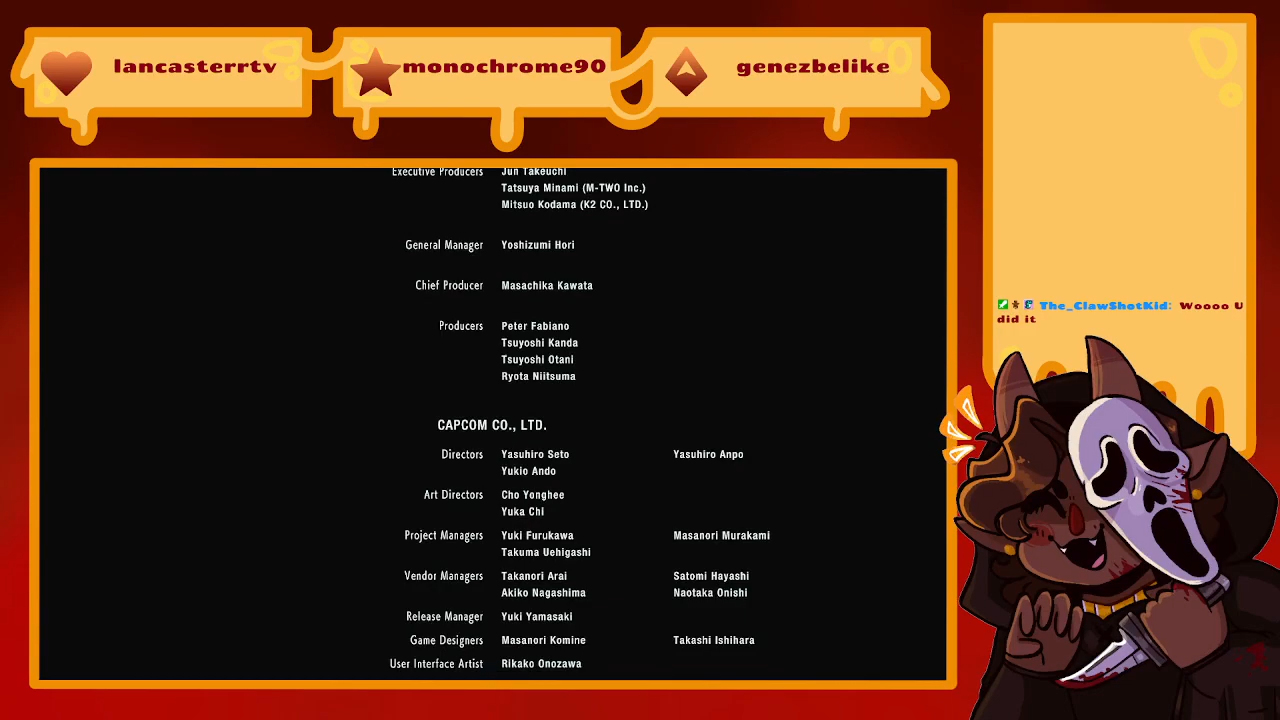 lancasterrtv
monochrome90
genezbelike
Executive Producers Jun Takeuchi
Tatsuya Minami (M-TWO Inc.)
Mitsuo Kodama (K2 CO., LTD.)
General Manager Yoshizumi Hori
Chief Producer Masachika Kawata
Producers Peter Fabiano
Tsuyoshi Kanda
Tsuyoshi Otani
Ryota Niitsuma
CAPCOM CO., LTD.
Directors Yasuhiro Seto Yasuhiro Anpo
Yukio Ando
Art Directors Cho Yonghee
Yuka Chi
Project Managers Yuki Furukawa Masanori Murakami
Takuma Uehigashi
Vendor Managers Takanori Arai Satomi Hayashi
Akiko Nagashima Naotaka Onishi
Release Manager Yuki Yamasaki
Game Designers Masanori Komine Takashi Ishihara
User Interface Artist Rikako Onozawa
The_ClawShotKid: Woooo U
did it